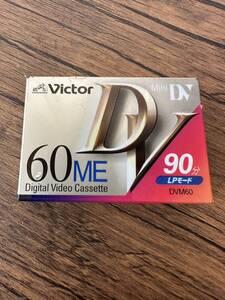 Victor
Mini DV
DV
60ME
90分
Digital Video Cassette
LPモード
DVM60